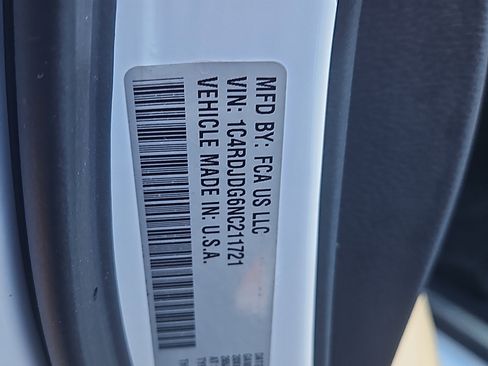 MFD BY: FCA US LLC
VIN: 1C4RDJDG6NC211721
VEHICLE MADE IN: U.S.A.